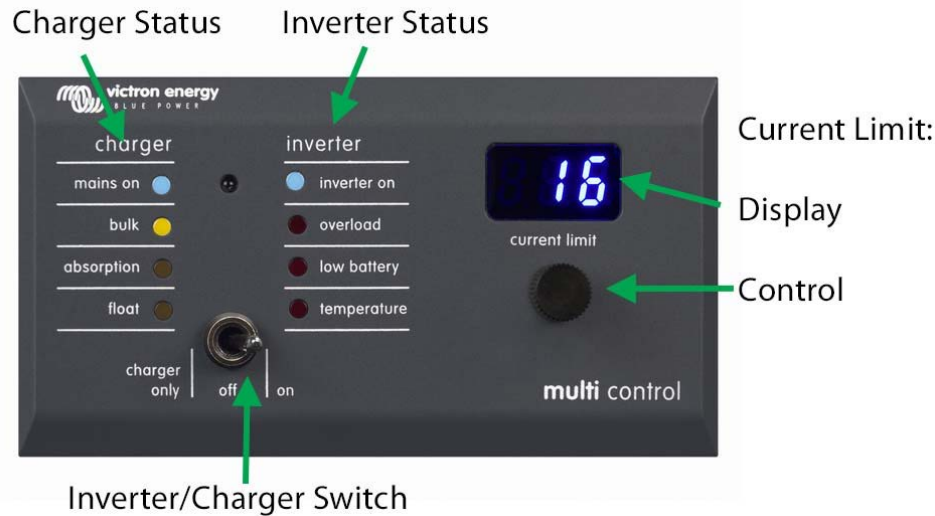 Charger Status
Inverter Status
victron energy
BLUE POWER
charger
inverter
mains on
inverter on
bulk
overload
absorption
low battery
float
temperature
charger
only
off
on
16
current limit
multi control
Current Limit:
Display
Control
Inverter/Charger Switch